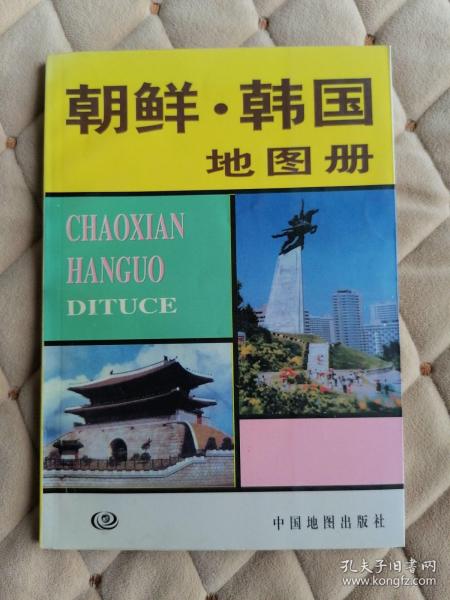 朝鲜·韩国
地图册
CHAOXIAN
HANGUO
DITUCE
中国地图出版社
孔夫子旧书网
www.kongfz.com